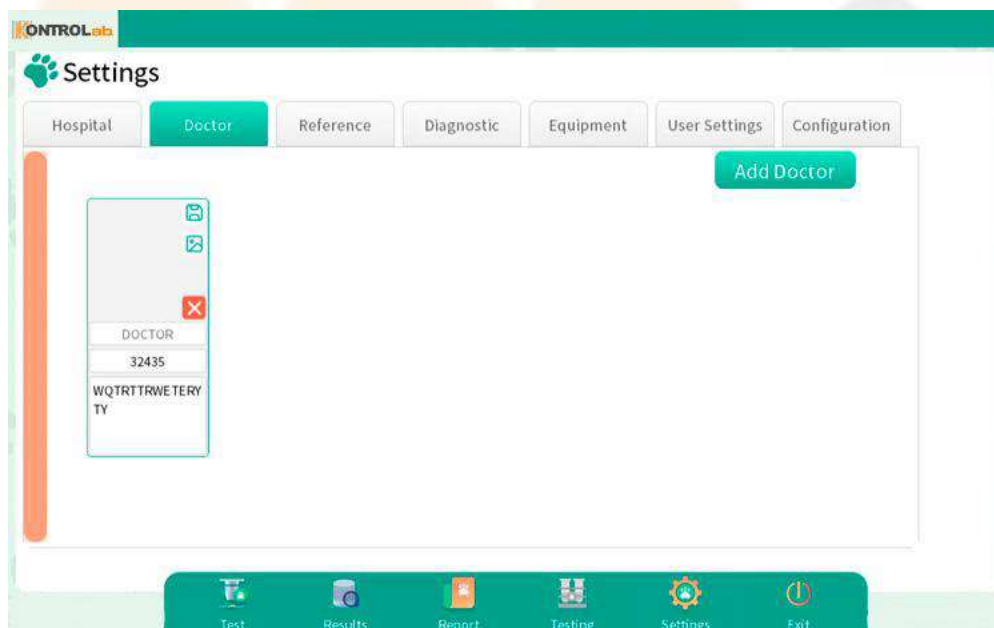 KONTROLab
Settings
Hospital Doctor Reference Diagnostic Equipment User Settings Configuration
Add Doctor
DOCTOR
32435
WQTRTTRWETERY
TY
Test Results Report Testing Settings Exit